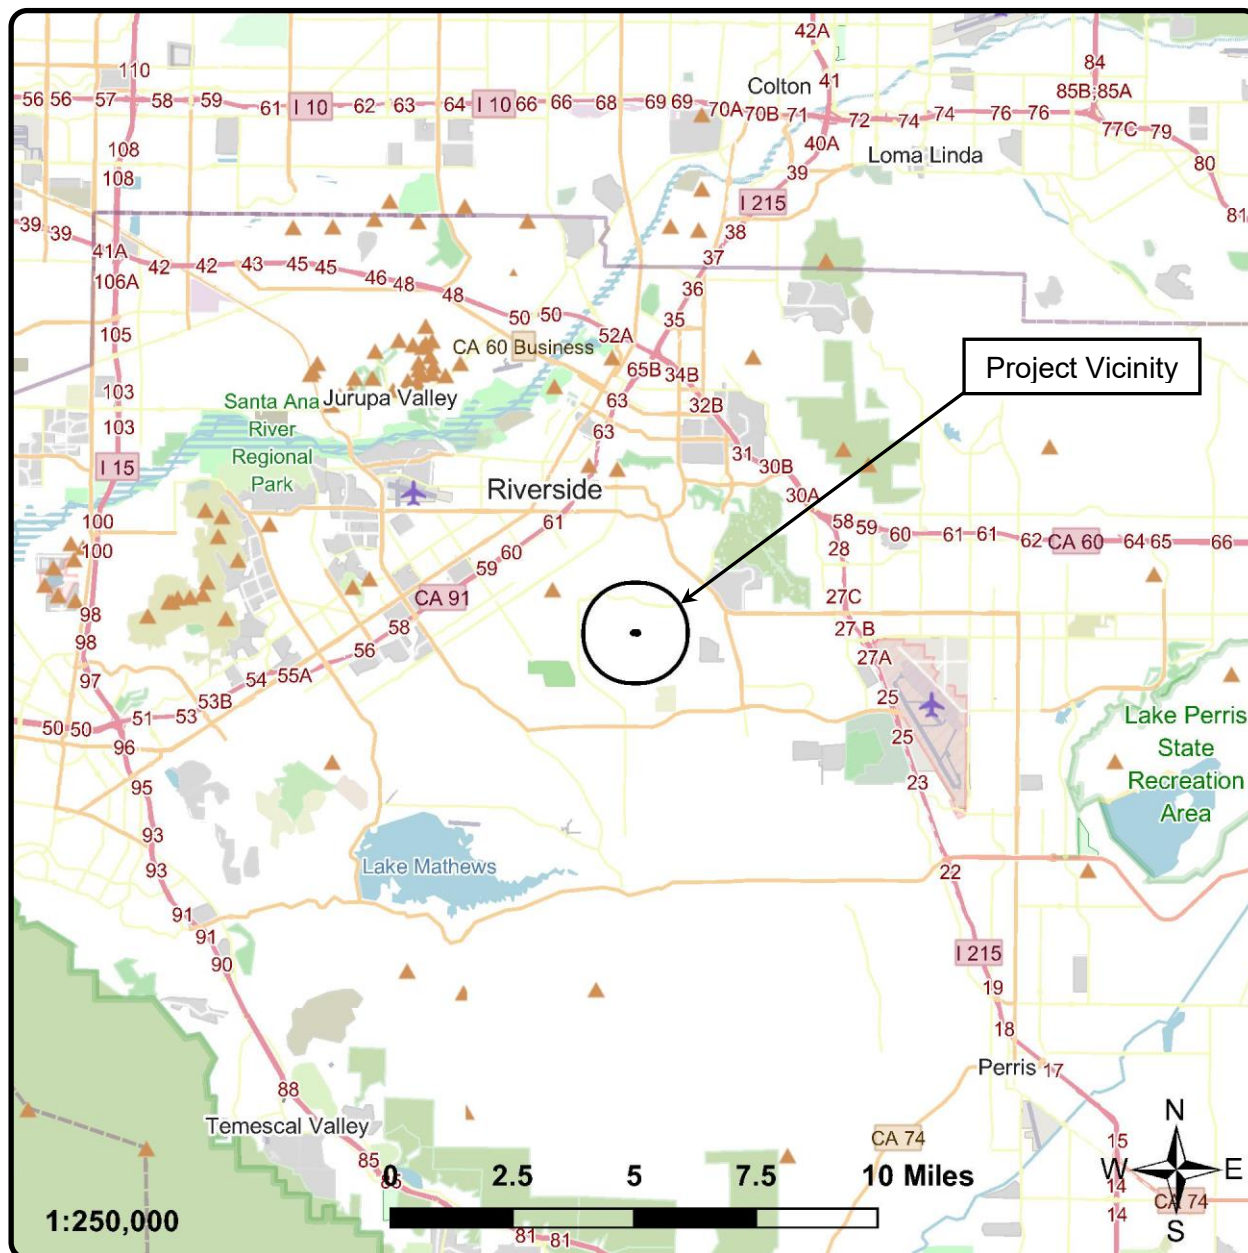 42A
110
41
84
Colton
56 56 57 58 59 61 I 10 62 63 64 I 10 66 66 68 69 69 70A 70B 71 72 74 74 76 76 85B 85A
77C 79
108
40A
Loma Linda
80
108
39
I 215
81
39 39
38
41A
42 42 43 45 45 46 48 48
37
106A
36
50 50
35
105
52A
CA 60 Business
65B
34B
Project Vicinity
103
Jurupa Valley
63
32B
Santa Ana
River
Regional
Park
103
63
31
I 15
30B
Riverside
30A
100
61
58 59 60 61 61 62 CA 60 64 65 66
100
60
28
59
CA 91
27C
98
58
27B
98
56
27A
97
55A
54
53B
25
50 50 51 53
25
Lake Perris
State
Recreation
Area
96
95
23
93
93
Lake Mathews
22
91
91
90
I 215
19
18
88
Perris 17
Temescal Valley
N
CA 74
15
85
W E
85
14
CA 74
0 2.5 5 7.5 10 Miles
14
S
1:250,000
81 81